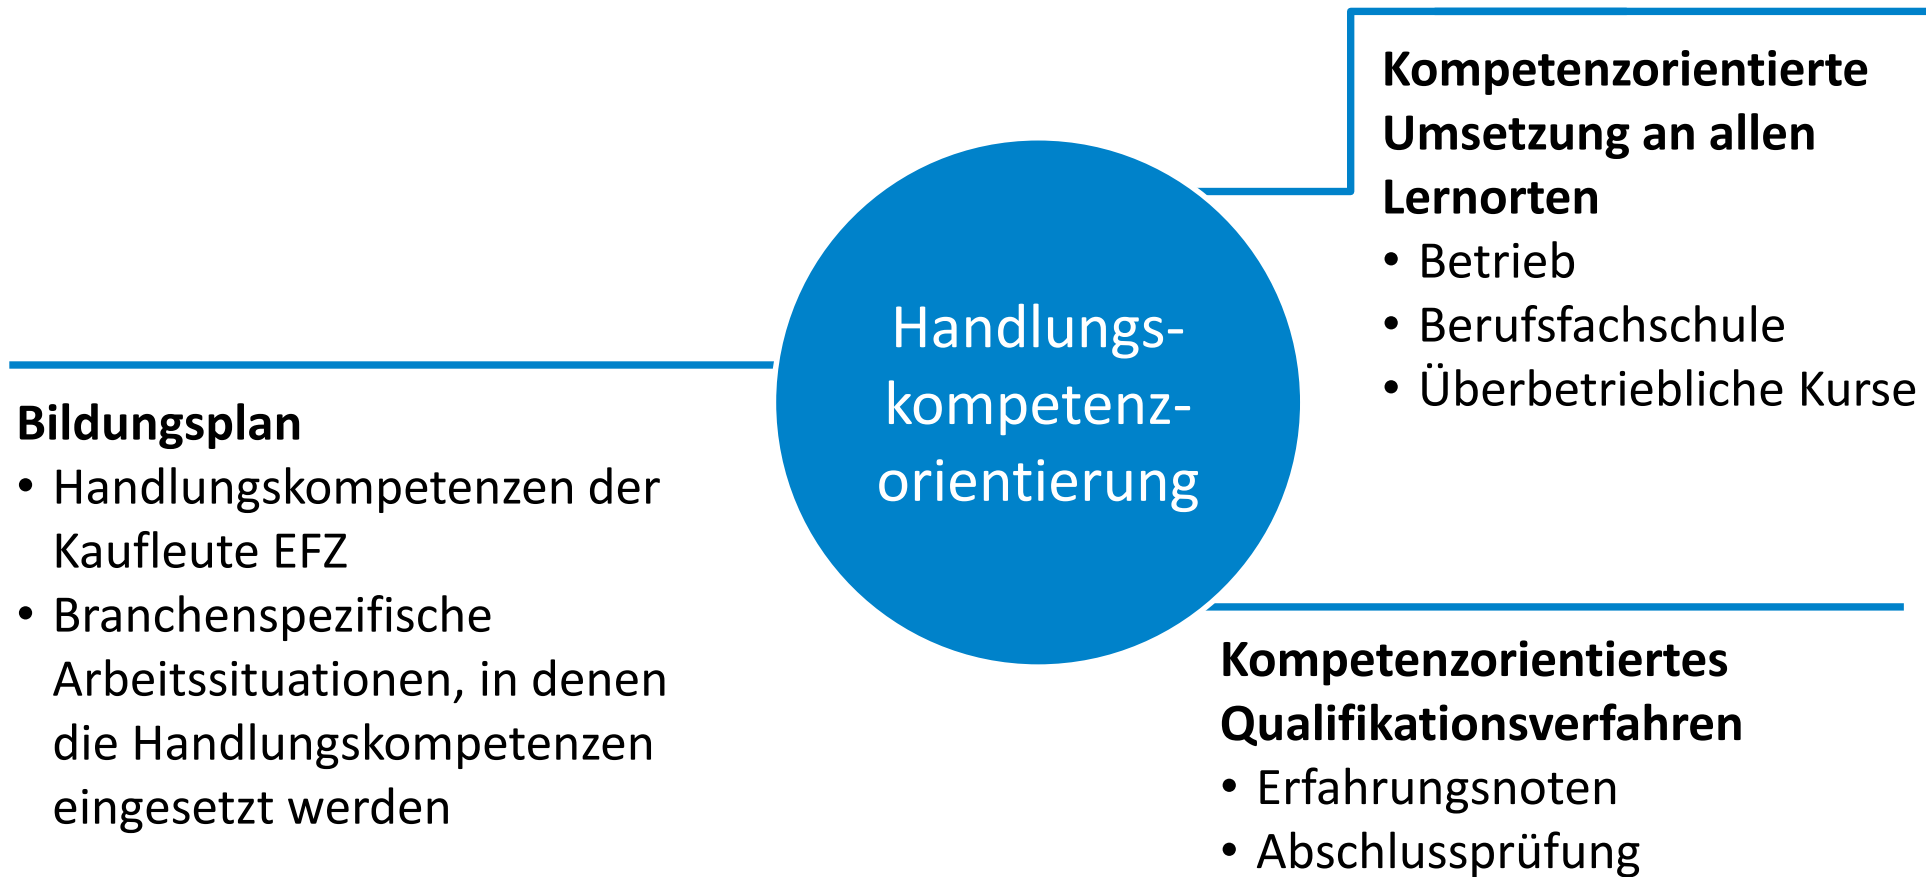 Handlungs-
kompetenz-
orientierung
Bildungsplan
• Handlungskompetenzen der
Kaufleute EFZ
• Branchenspezifische
Arbeitssituationen, in denen
die Handlungskompetenzen
eingesetzt werden
Kompetenzorientierte
Umsetzung an allen
Lernorten
• Betrieb
• Berufsfachschule
• Überbetriebliche Kurse
Kompetenzorientiertes
Qualifikationsverfahren
• Erfahrungsnoten
• Abschlussprüfung